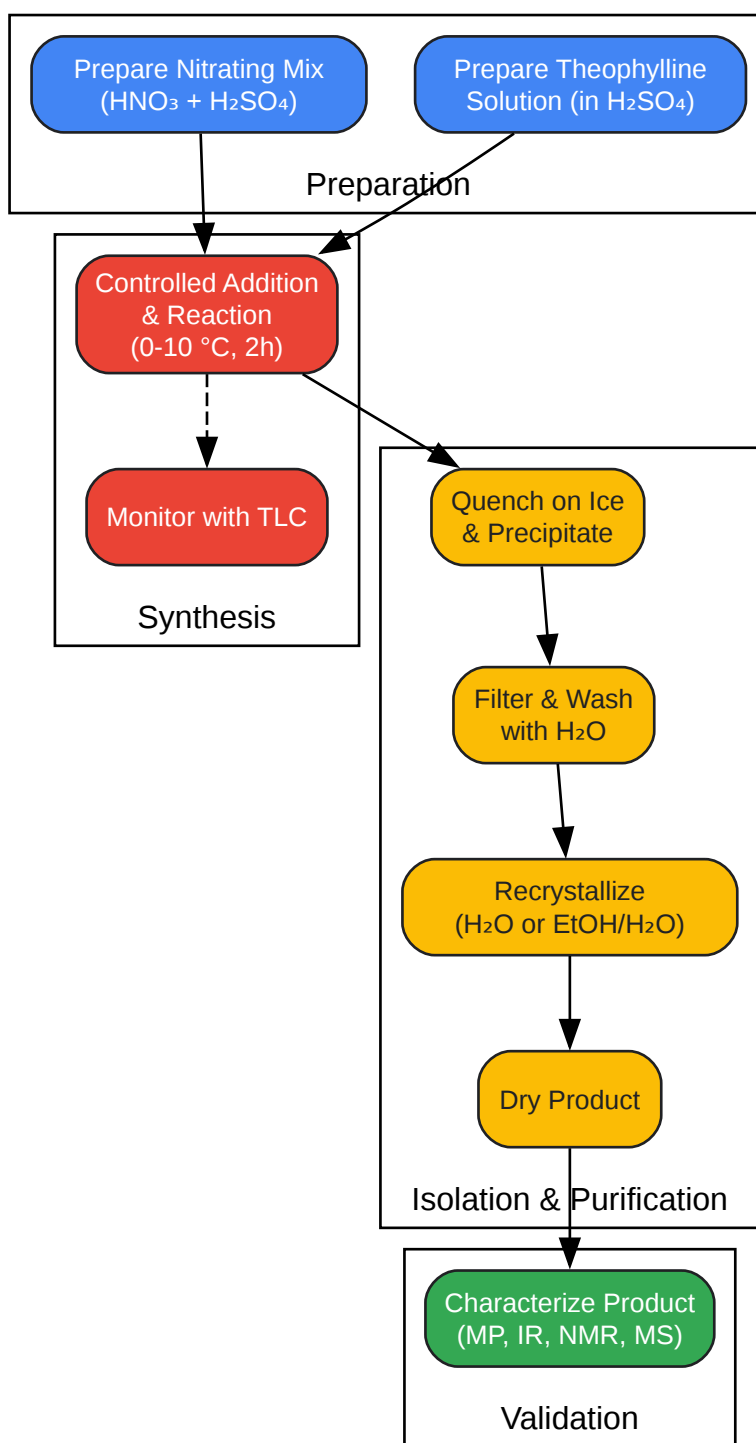 Prepare Nitrating Mix
(HNO₃ + H₂SO₄)
Prepare Theophylline
Solution (in H₂SO₄)
Preparation
Controlled Addition
& Reaction
(0-10 °C, 2h)
Monitor with TLC
Synthesis
Quench on Ice
& Precipitate
Filter & Wash
with H₂O
Recrystallize
(H₂O or EtOH/H₂O)
Dry Product
Isolation & Purification
Characterize Product
(MP, IR, NMR, MS)
Validation